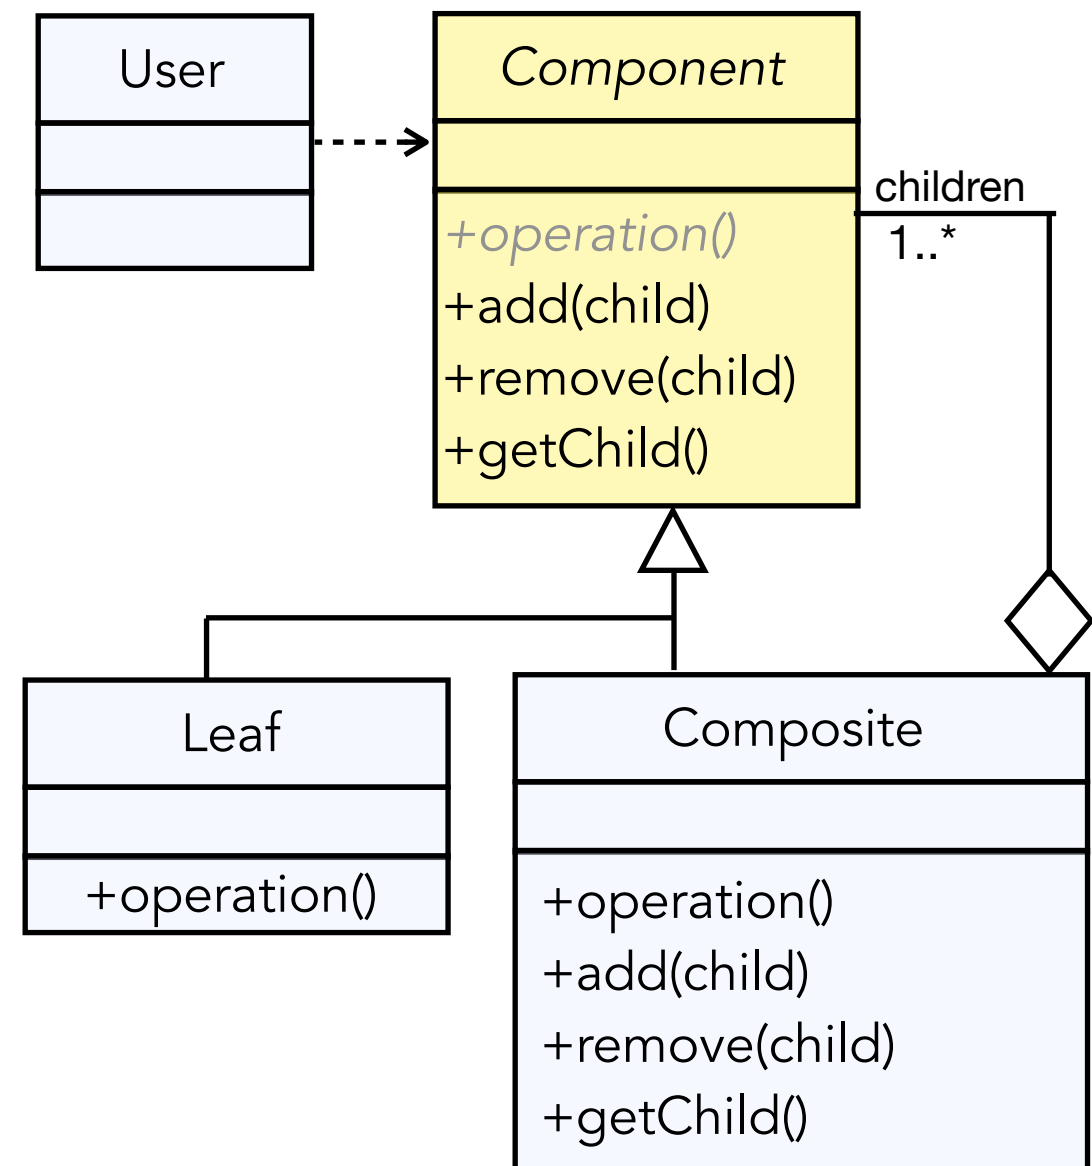 User
Component
+operation()
+add(child)
+remove(child)
+getChild()
children
1..*
Leaf
+operation()
Composite
+operation()
+add(child)
+remove(child)
+getChild()